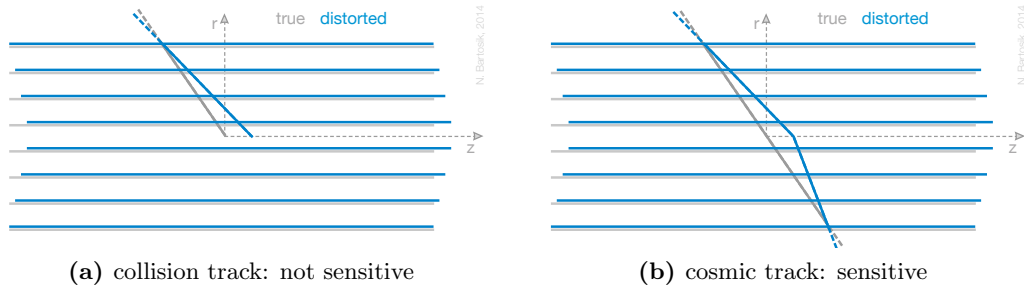 r
true distorted
N. Bartosik, 2014
z
(a) collision track: not sensitive
r
true distorted
N. Bartosik, 2014
z
(b) cosmic track: sensitive